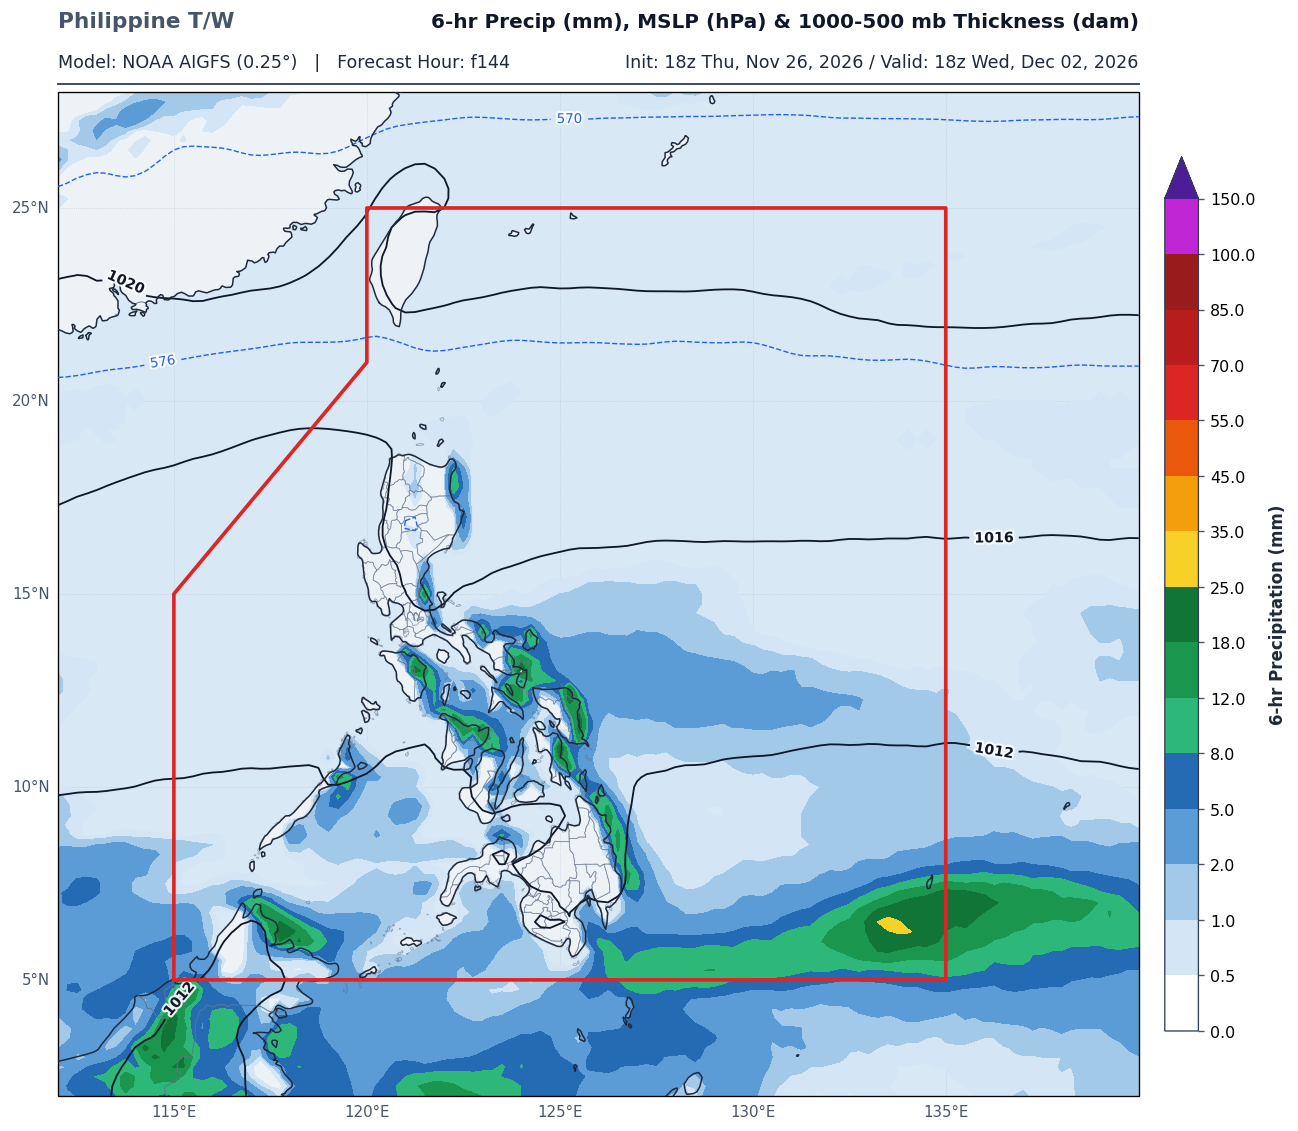 Philippine T/W
6-hr Precip (mm), MSLP (hPa) & 1000-500 mb Thickness (dam)
Model: NOAA AIGFS (0.25°)   |   Forecast Hour: f144
Init: 18z Thu, Nov 26, 2026 / Valid: 18z Wed, Dec 02, 2026
570
25°N
1020
576
20°N
1016
15°N
1012
10°N
5°N
1012
115°E
120°E
125°E
130°E
135°E
150.0
100.0
85.0
70.0
55.0
45.0
35.0
25.0
18.0
12.0
8.0
5.0
2.0
1.0
0.5
0.0
6-hr Precipitation (mm)